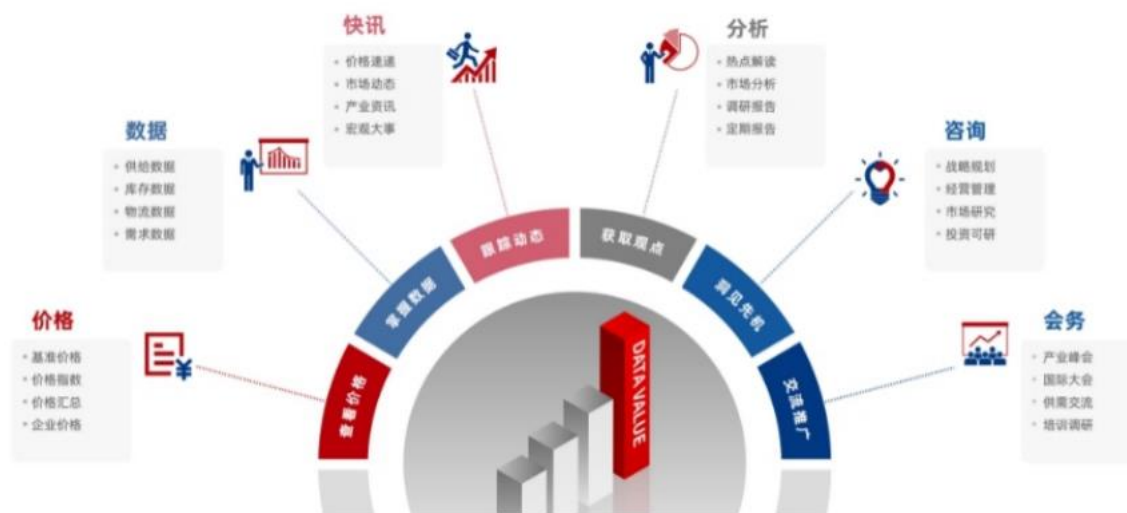 快讯
价格速递
市场动态
产业资讯
宏观大事
分析
热点解读
市场分析
调研报告
定期报告
数据
供给数据
库存数据
物流数据
需求数据
咨询
战略规划
经营管理
市场研究
投资可研
价格
基准价格
价格指数
价格汇总
企业价格
会务
产业峰会
国际大会
供需交流
培训调研
查看价格
掌握数据
跟踪动态
获取观点
洞见先机
交流推广
DATA VALUE
¥